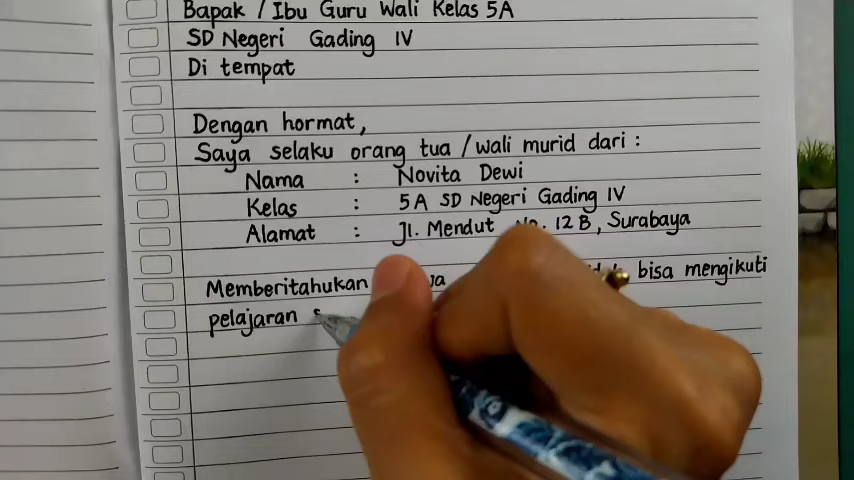 Bapak / Ibu Guru Wali Kelas 5A
SD Negeri Gading IV
Di tempat
Dengan hormat,
Saya selaku orang tua / wali murid dari :
Nama : Novita Dewi
Kelas : 5A SD Negeri Gading IV
Alamat : Jl. Mendut No. 12 B, Surabaya
Memberitahukan bisa mengikuti
pelajaran